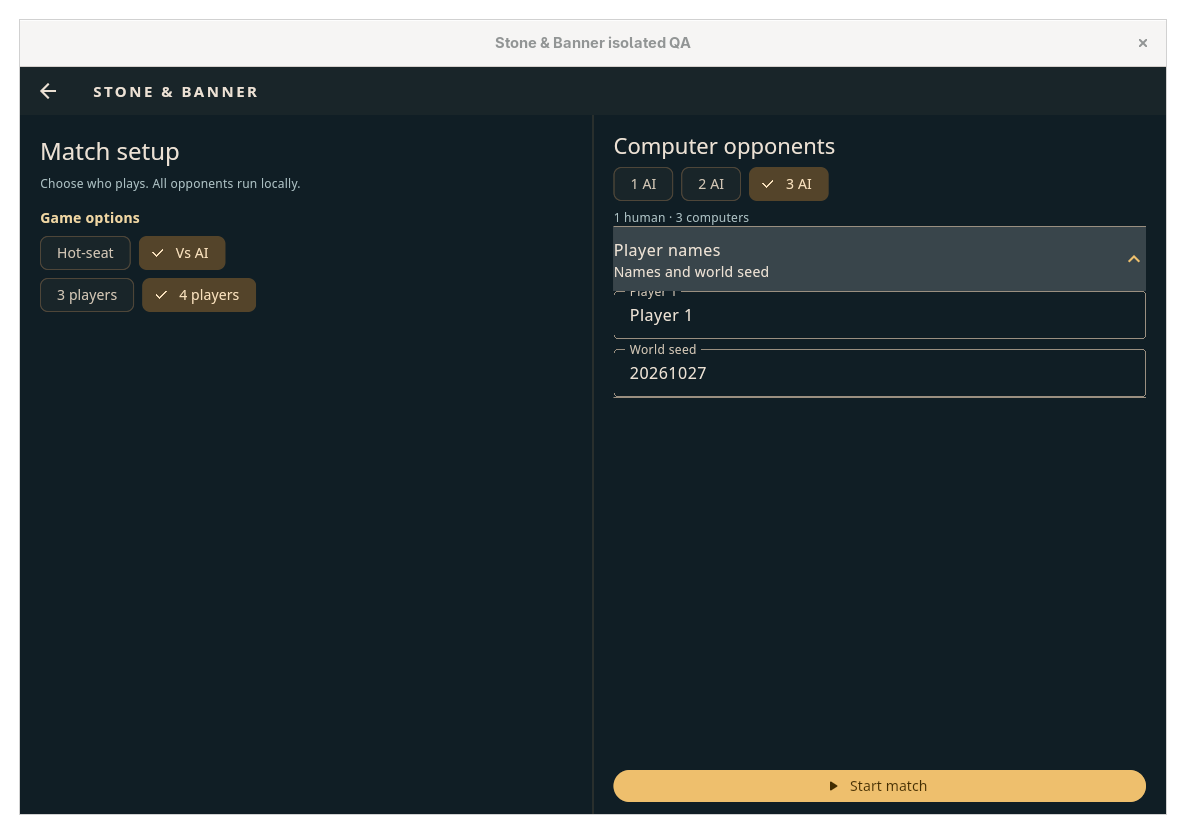 Stone & Banner isolated QA
STONE & BANNER
Match setup
Choose who plays. All opponents run locally.
Game options
Hot-seat
Vs AI
3 players
4 players
Computer opponents
1 AI
2 AI
3 AI
1 human · 3 computers
Player names
Names and world seed
Player 1
Player 1
World seed
20261027
Start match